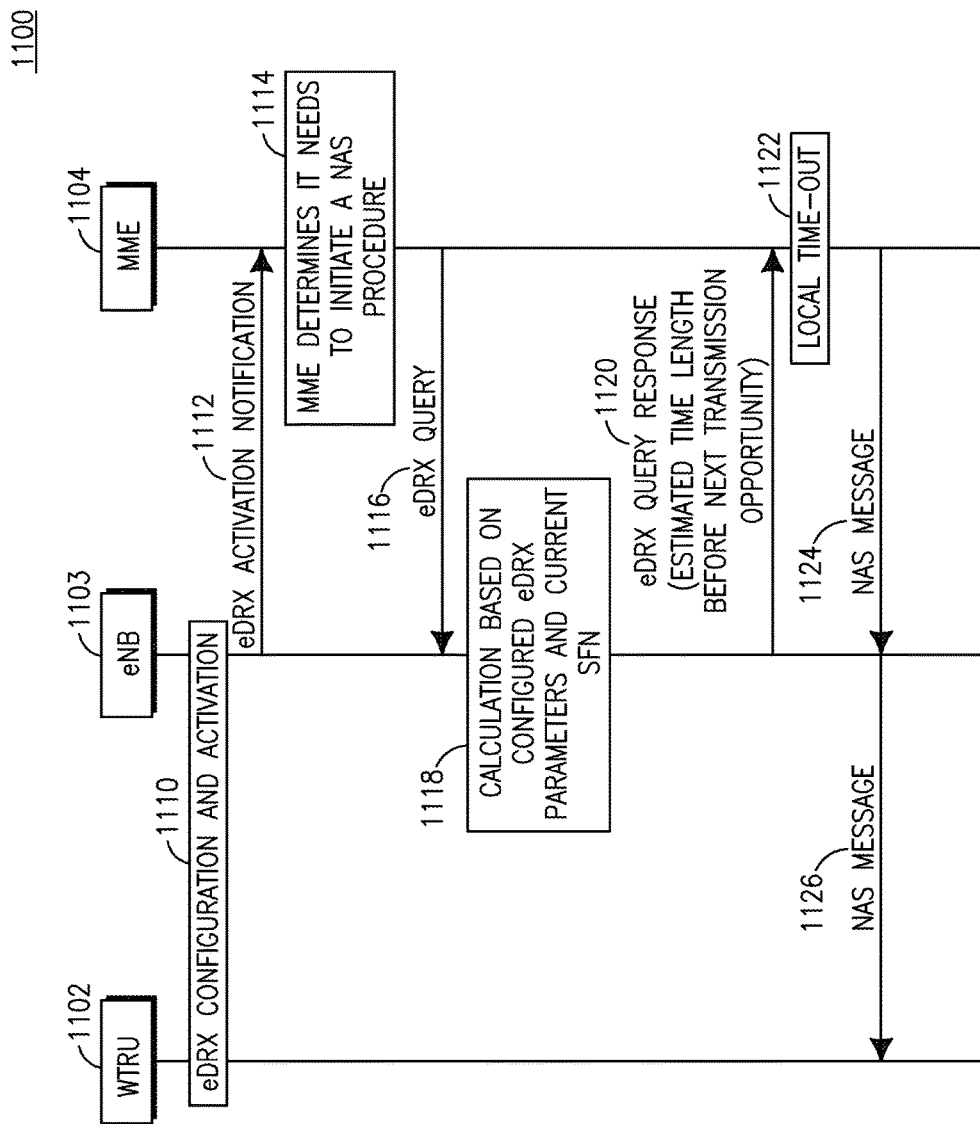 1100
1102
WTRU
1103
eNB
1104
MME
1110
eDRX CONFIGURATION AND ACTIVATION
1112
eDRX ACTIVATION NOTIFICATION
1114
MME DETERMINES IT NEEDS
TO INITIATE A NAS
PROCEDURE
1116
eDRX QUERY
1118
CALCULATION BASED ON
CONFIGURED eDRX
PARAMETERS AND CURRENT
SFN
1120
eDRX QUERY RESPONSE
(ESTIMATED TIME LENGTH
BEFORE NEXT TRANSMISSION
OPPORTUNITY)
1122
LOCAL TIME-OUT
1124
NAS MESSAGE
1126
NAS MESSAGE